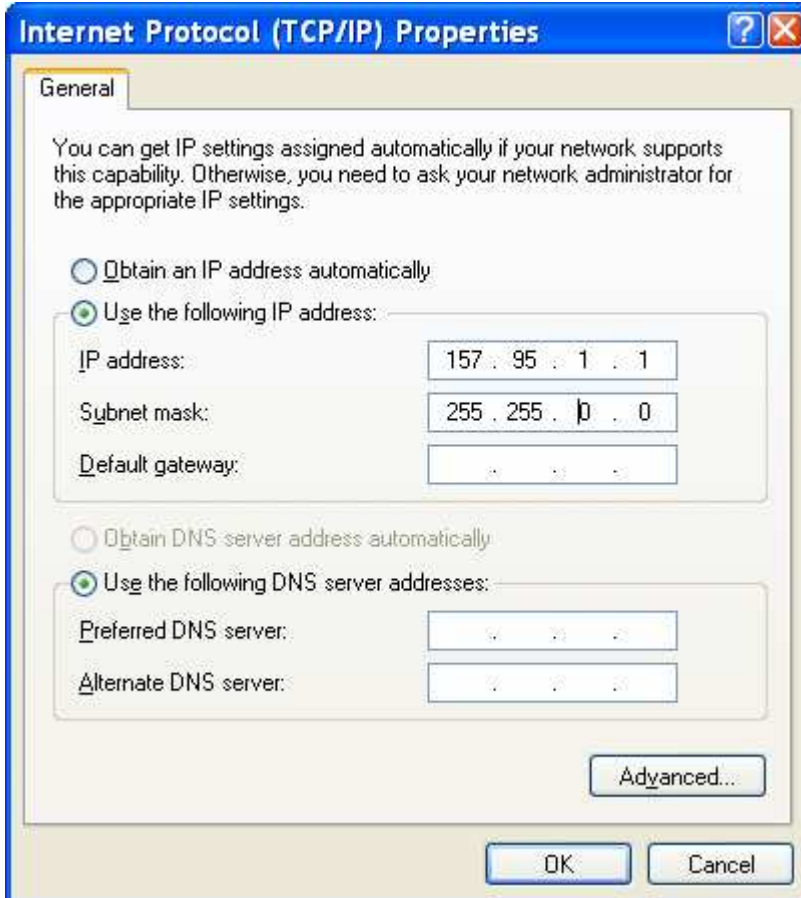 Internet Protocol (TCP/IP) Properties
General
You can get IP settings assigned automatically if your network supports
this capability. Otherwise, you need to ask your network administrator for
the appropriate IP settings.
Obtain an IP address automatically
Use the following IP address:
IP address: 157 . 95 . 1 . 1
Subnet mask: 255 . 255 . 0 . 0
Default gateway: . . .
Obtain DNS server address automatically
Use the following DNS server addresses:
Preferred DNS server: . . .
Alternate DNS server: . . .
Advanced...
OK Cancel